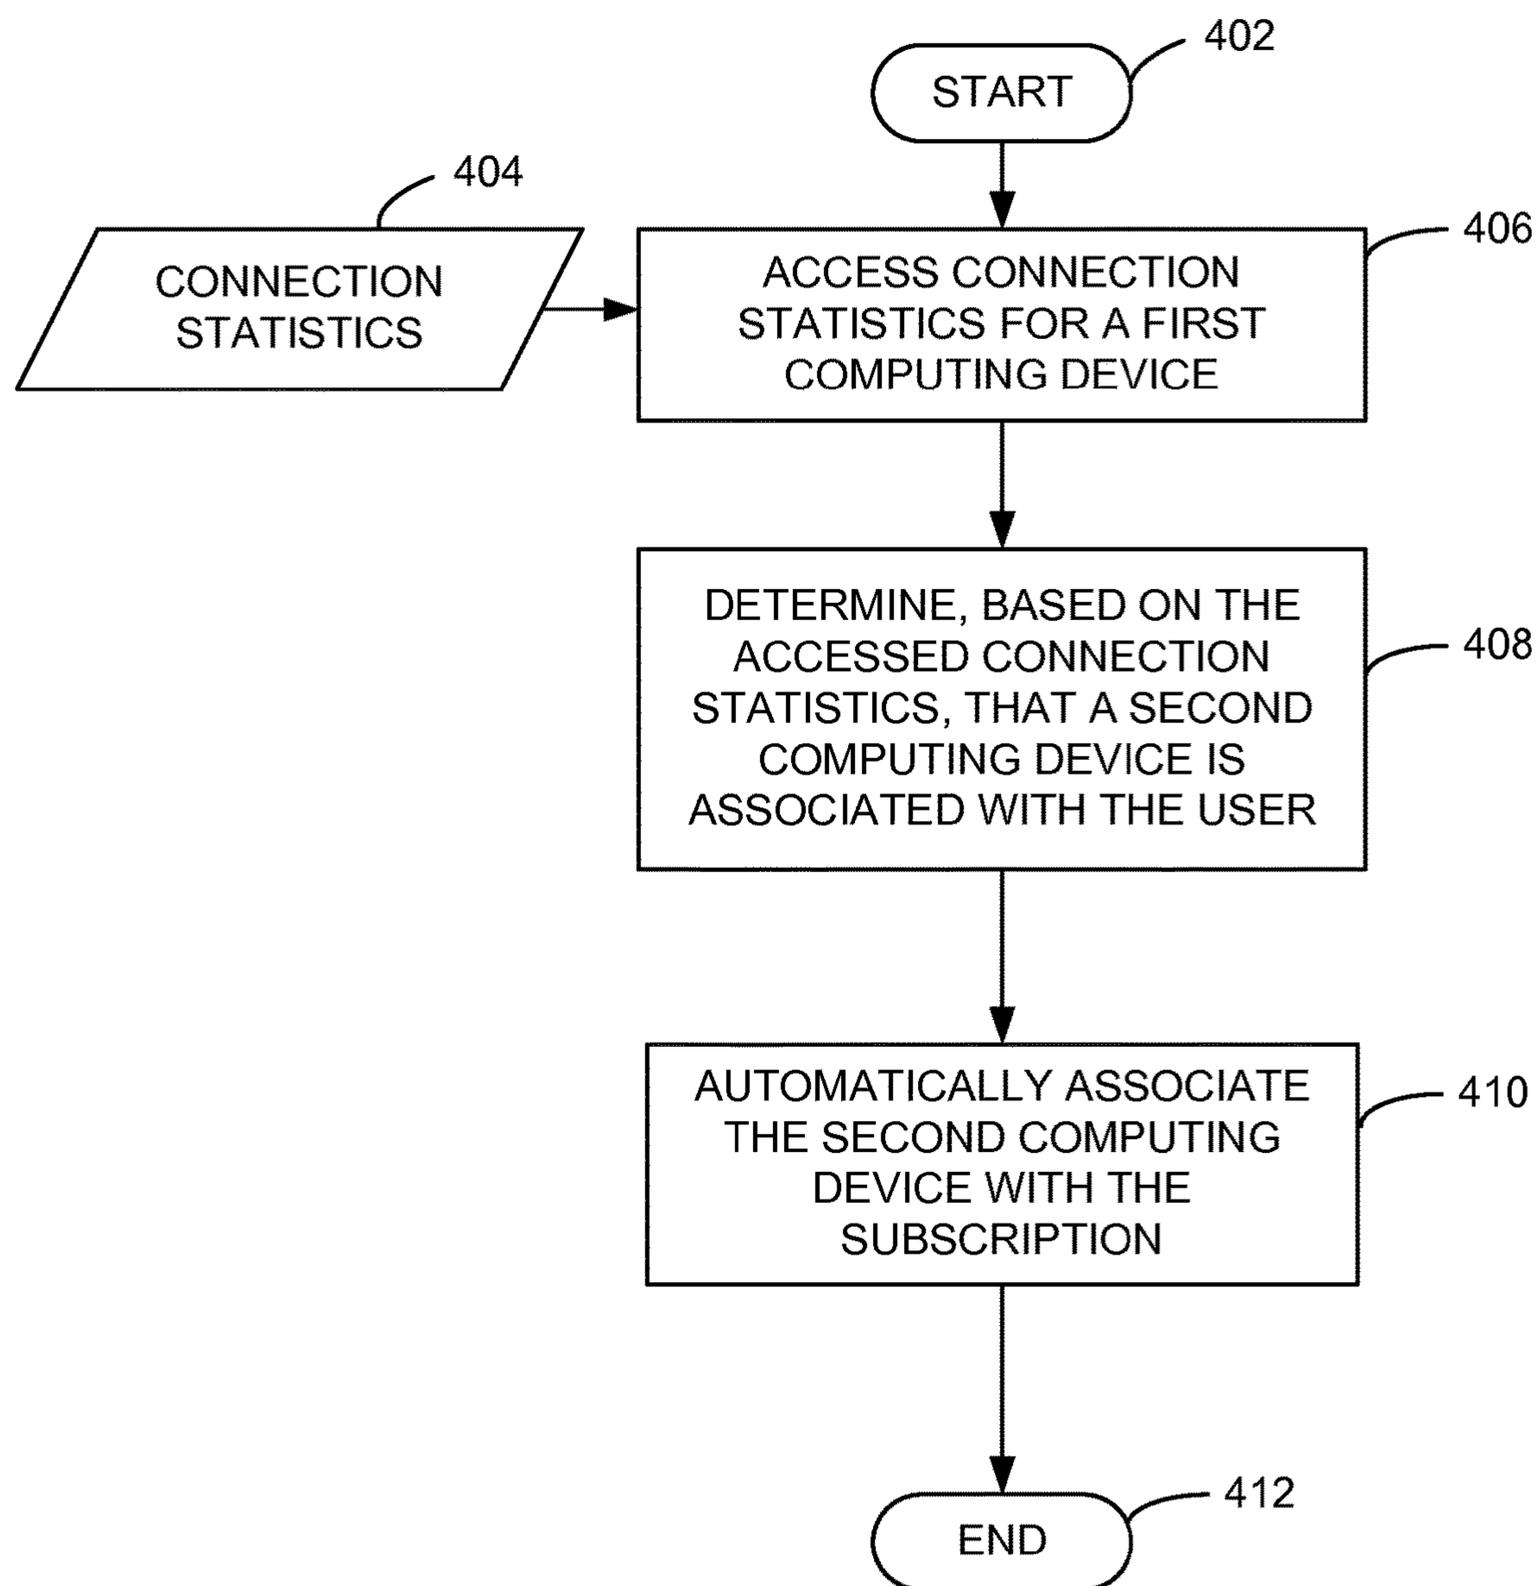 402
START
404
CONNECTION
STATISTICS
406
ACCESS CONNECTION
STATISTICS FOR A FIRST
COMPUTING DEVICE
408
DETERMINE, BASED ON THE
ACCESSED CONNECTION
STATISTICS, THAT A SECOND
COMPUTING DEVICE IS
ASSOCIATED WITH THE USER
410
AUTOMATICALLY ASSOCIATE
THE SECOND COMPUTING
DEVICE WITH THE
SUBSCRIPTION
412
END